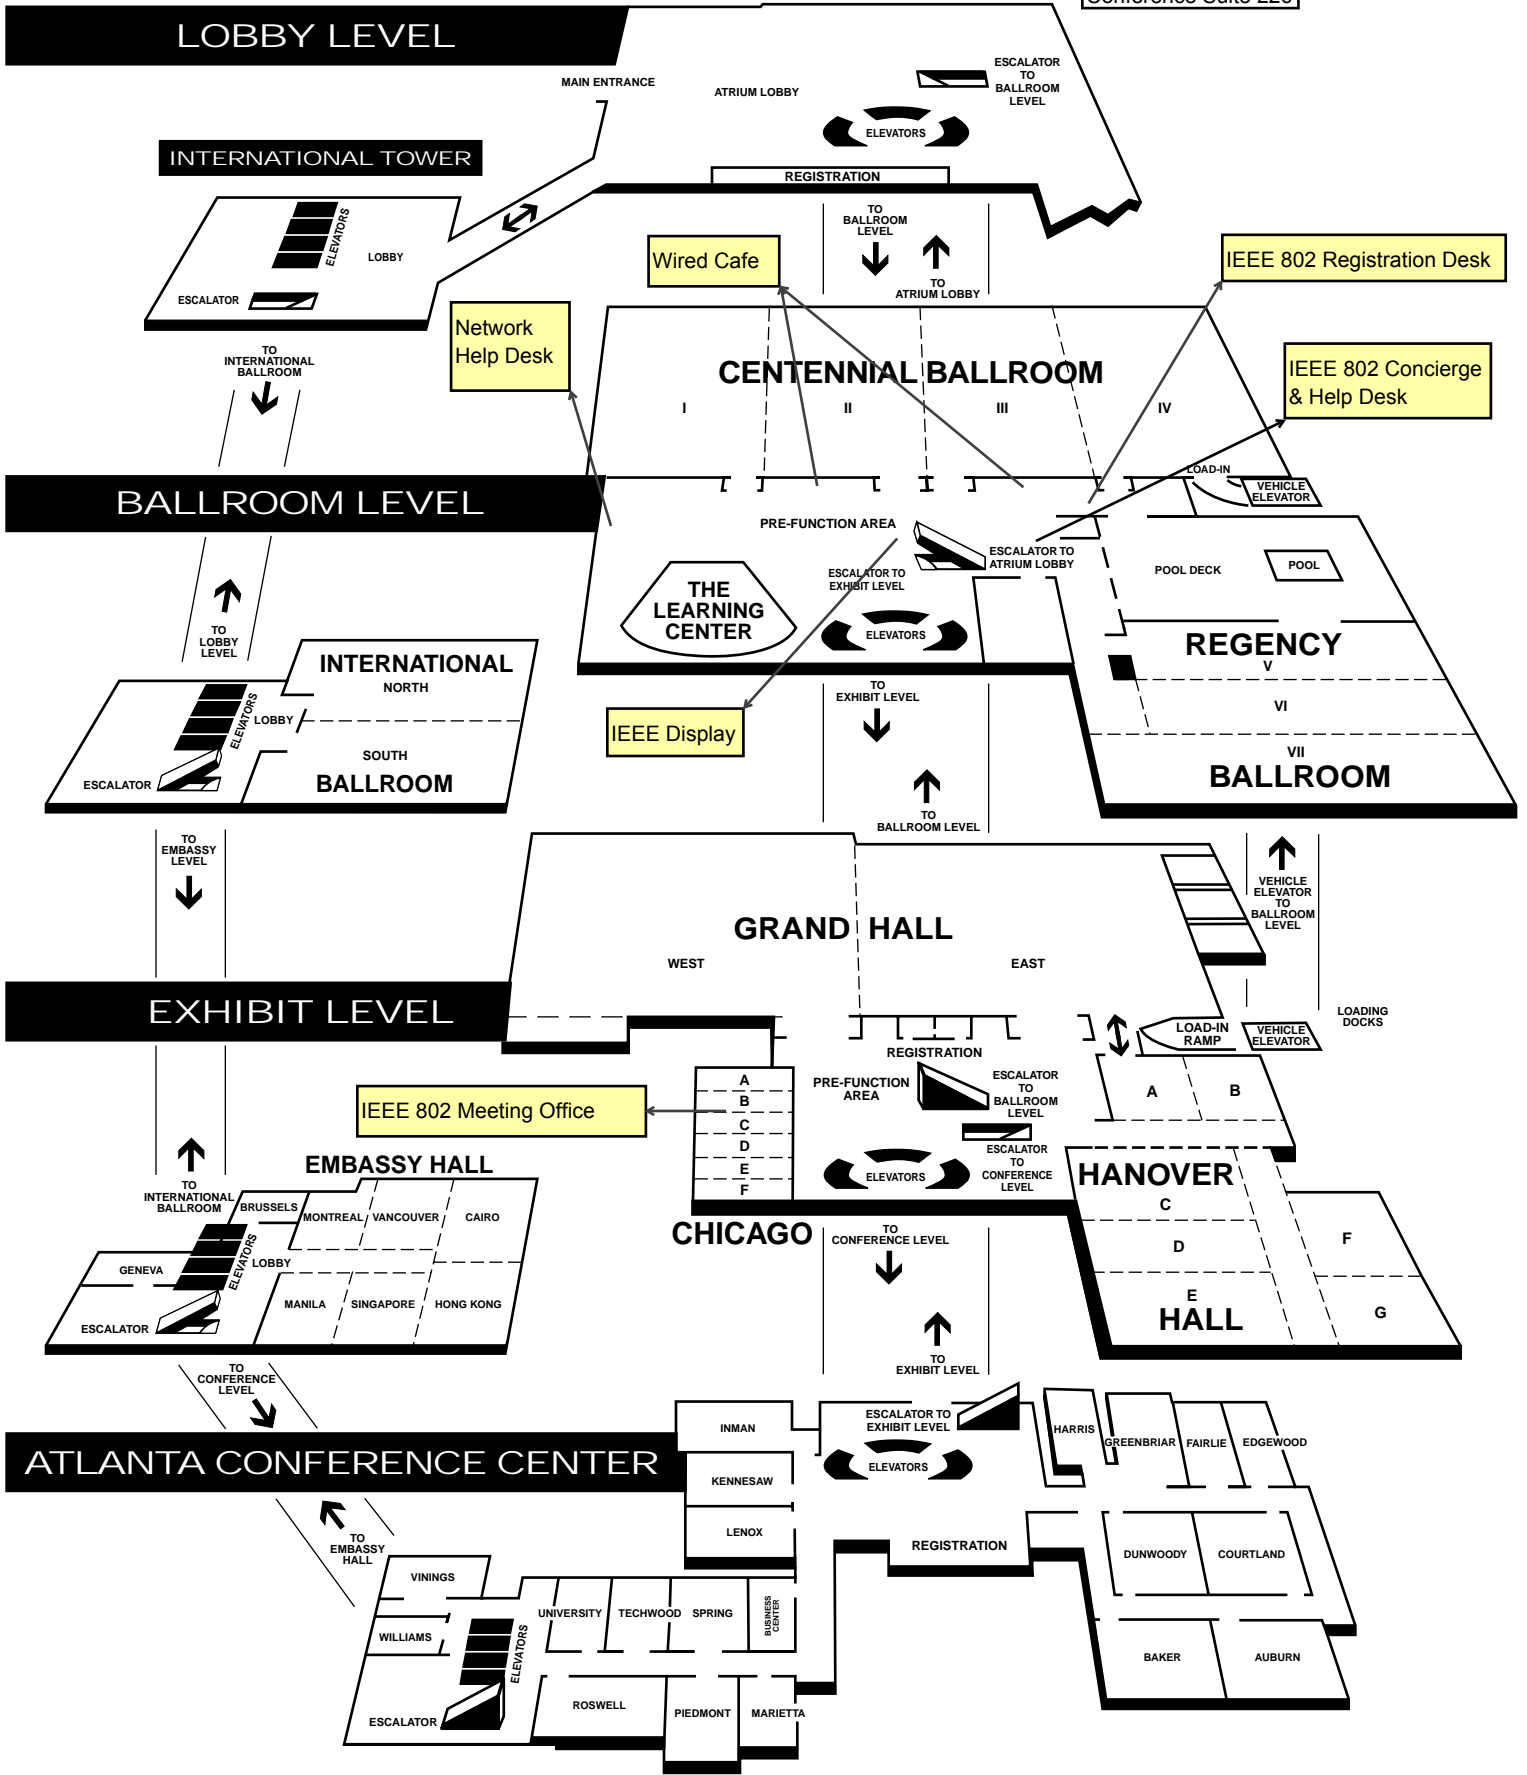 Conference Suite 226
LOBBY LEVEL
MAIN ENTRANCE
ATRIUM LOBBY
ESCALATOR
TO
BALLROOM
LEVEL
ELEVATORS
REGISTRATION
INTERNATIONAL TOWER
ELEVATORS
LOBBY
ESCALATOR
TO
BALLROOM
LEVEL
TO
ATRIUM LOBBY
Wired Cafe
IEEE 802 Registration Desk
Network
Help Desk
IEEE 802 Concierge
& Help Desk
TO
INTERNATIONAL
BALLROOM
CENTENNIAL BALLROOM
I
II
III
IV
BALLROOM LEVEL
LOAD-IN
VEHICLE
ELEVATOR
PRE-FUNCTION AREA
ESCALATOR TO
ATRIUM LOBBY
ESCALATOR TO
EXHIBIT LEVEL
THE
LEARNING
CENTER
ELEVATORS
POOL DECK
POOL
REGENCY
V
VI
VII
BALLROOM
TO
LOBBY
LEVEL
INTERNATIONAL
NORTH
ELEVATORS
LOBBY
SOUTH
BALLROOM
ESCALATOR
IEEE Display
TO
EXHIBIT LEVEL
TO
BALLROOM LEVEL
TO
EMBASSY
LEVEL
VEHICLE
ELEVATOR
TO
BALLROOM
LEVEL
GRAND HALL
WEST
EAST
EXHIBIT LEVEL
LOADING
DOCKS
LOAD-IN
RAMP
VEHICLE
ELEVATOR
REGISTRATION
PRE-FUNCTION
AREA
ESCALATOR
TO
BALLROOM
LEVEL
ESCALATOR
TO
CONFERENCE
LEVEL
ELEVATORS
A
B
C
D
E
F
CHICAGO
IEEE 802 Meeting Office
A
B
HANOVER
C
D
E
HALL
F
G
TO
INTERNATIONAL
BALLROOM
EMBASSY HALL
BRUSSELS
MONTREAL
VANCOUVER
CAIRO
GENEVA
ELEVATORS
LOBBY
MANILA
SINGAPORE
HONG KONG
ESCALATOR
TO
CONFERENCE LEVEL
TO
EXHIBIT LEVEL
TO
CONFERENCE
LEVEL
ATLANTA CONFERENCE CENTER
INMAN
KENNESAW
LENOX
ESCALATOR TO
EXHIBIT LEVEL
ELEVATORS
HARRIS
GREENBRIAR
FAIRLIE
EDGEWOOD
REGISTRATION
DUNWOODY
COURTLAND
BAKER
AUBURN
TO
EMBASSY
HALL
VININGS
WILLIAMS
ELEVATORS
UNIVERSITY
TECHWOOD
SPRING
BUSINESS
CENTER
ROSWELL
PIEDMONT
MARIETTA
ESCALATOR